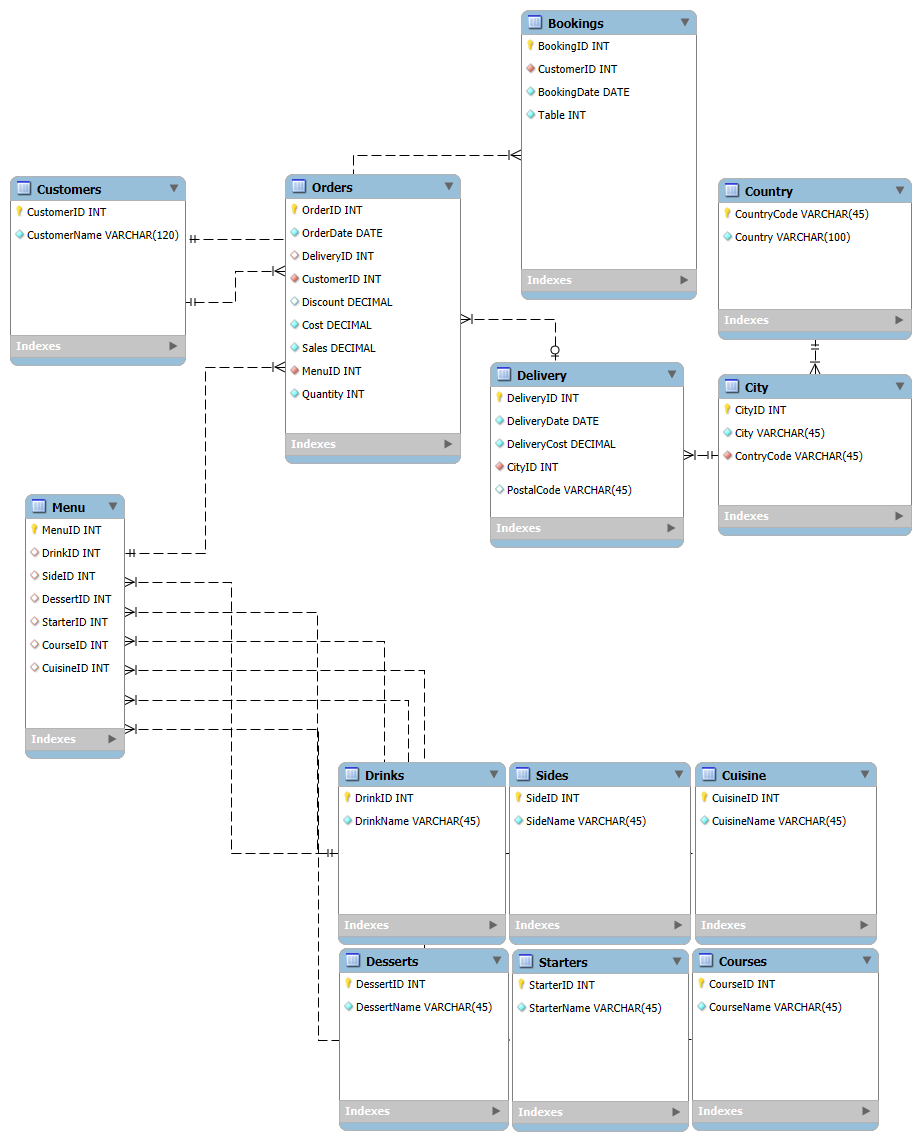 Bookings
BookingID INT
CustomerID INT
BookingDate DATE
Table INT
Indexes
Customers
CustomerID INT
CustomerName VARCHAR(120)
Indexes
Orders
OrderID INT
OrderDate DATE
DeliveryID INT
CustomerID INT
Discount DECIMAL
Cost DECIMAL
Sales DECIMAL
MenuID INT
Quantity INT
Indexes
Country
CountryCode VARCHAR(45)
Country VARCHAR(100)
Indexes
Delivery
DeliveryID INT
DeliveryDate DATE
DeliveryCost DECIMAL
CityID INT
PostalCode VARCHAR(45)
Indexes
City
CityID INT
City VARCHAR(45)
ContryCode VARCHAR(45)
Indexes
Menu
MenuID INT
DrinkID INT
SideID INT
DessertID INT
StarterID INT
CourseID INT
CuisineID INT
Indexes
Drinks
DrinkID INT
DrinkName VARCHAR(45)
Indexes
Sides
SideID INT
SideName VARCHAR(45)
Indexes
Cuisine
CuisineID INT
CuisineName VARCHAR(45)
Indexes
Desserts
DessertID INT
DessertName VARCHAR(45)
Indexes
Starters
StarterID INT
StarterName VARCHAR(45)
Indexes
Courses
CourseID INT
CourseName VARCHAR(45)
Indexes